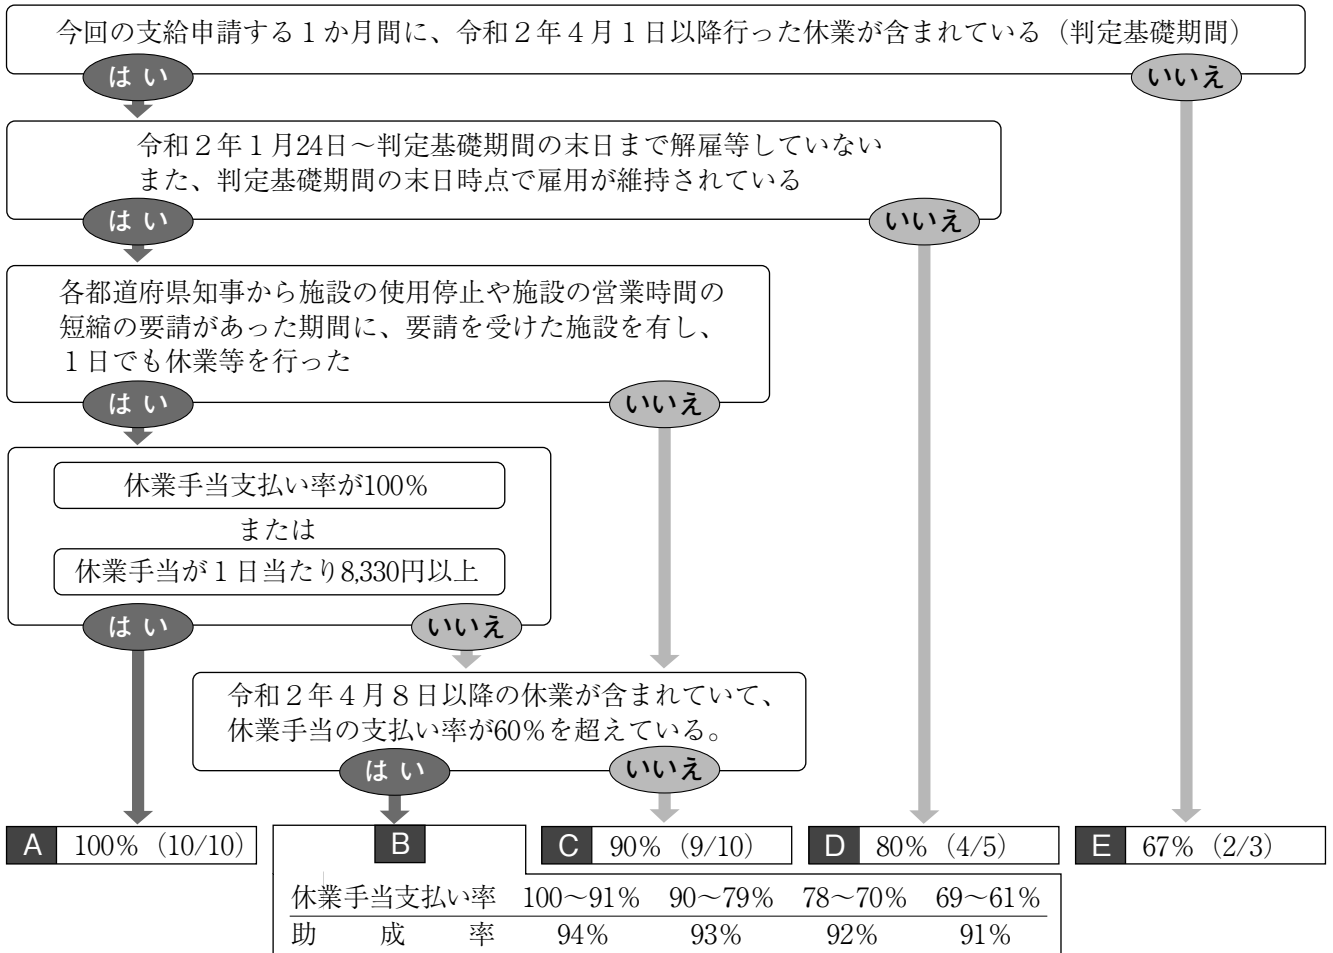 今回の支給申請する１か月間に、令和２年４月１日以降行った休業が含まれている（判定基礎期間）
はい
いいえ
令和２年１月24日～判定基礎期間の末日まで解雇等していない
また、判定基礎期間の末日時点で雇用が維持されている
はい
いいえ
各都道府県知事から施設の使用停止や施設の営業時間の
短縮の要請があった期間に、要請を受けた施設を有し、
１日でも休業等を行った
はい
いいえ
休業手当支払い率が100％
または
休業手当が１日当たり8,330円以上
はい
いいえ
令和２年４月８日以降の休業が含まれていて、
休業手当の支払い率が60％を超えている。
はい
いいえ
A 100％（10/10）
B
C 90％（9/10）
D 80％（4/5）
E 67％（2/3）
休業手当支払い率 100～91％ 90～79％ 78～70％ 69～61％
助成率 94％ 93％ 92％ 91％